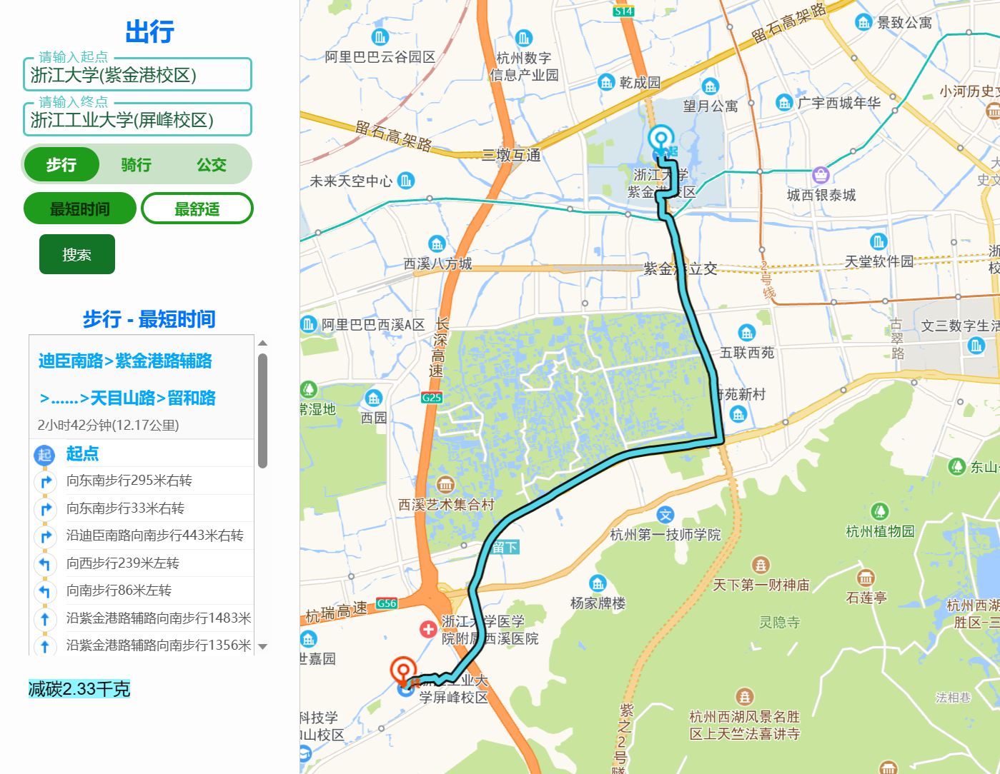 出行
请输入起点
浙江大学(紫金港校区)
请输入终点
浙江工业大学(屏峰校区)
步行
骑行
公交
最短时间
最舒适
搜索
步行 - 最短时间
迪臣南路>紫金港路辅路
>......>天目山路>留和路
2小时42分钟(12.17公里)
起
起点
向东南步行295米右转
向东南步行33米右转
沿迪臣南路向南步行443米右转
向西步行239米左转
向南步行86米左转
沿紫金港路辅路向南步行1483米
沿紫金港路辅路向南步行1356米
减碳2.33千克
S14
留石高架路
景致公寓
阿里巴巴云谷园区
杭州数字
信息产业园
乾成园
望月公寓
广宇西城年华
小河历史文
留石高架路
三墩互通
起
未来天空中心
浙江大学
紫金港校区
城西银泰城
西溪八方城
紫金港立交
天堂软件园
2号线
长深高速
阿里巴巴西溪A区
五联西苑
古翠路
文三数字生活
G25
西园
常湿地
府苑新村
东山
西溪艺术集合村
文
杭州第一技师学院
杭州植物园
留下
天下第一财神庙
石莲亭
杨家牌楼
G56
杭瑞高速
浙江大学医学
院附属西溪医院
灵隐寺
杭州西湖
胜区-三
世嘉园
浙江工业大
学屏峰校区
法相巷
科技学
山校区
紫之2号隧
杭州西湖风景名胜
区上天竺法喜讲寺